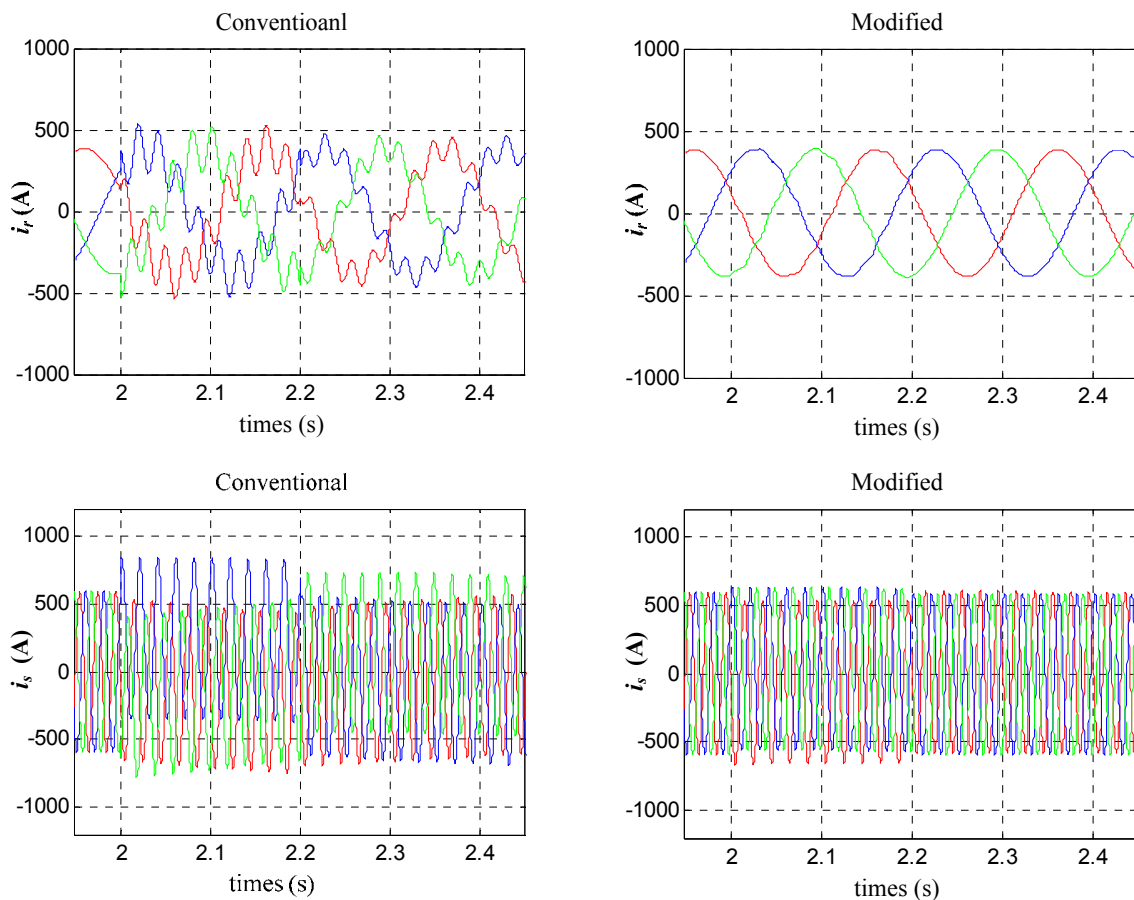 Conventioanl
1000
500
0
-500
-1000
i_r (A)
2 2.1 2.2 2.3 2.4
times (s)
Modified
1000
500
0
-500
-1000
i_r (A)
2 2.1 2.2 2.3 2.4
times (s)
Conventional
1000
500
0
-500
-1000
i_s (A)
2 2.1 2.2 2.3 2.4
times (s)
Modified
1000
500
0
-500
-1000
i_s (A)
2 2.1 2.2 2.3 2.4
times (s)